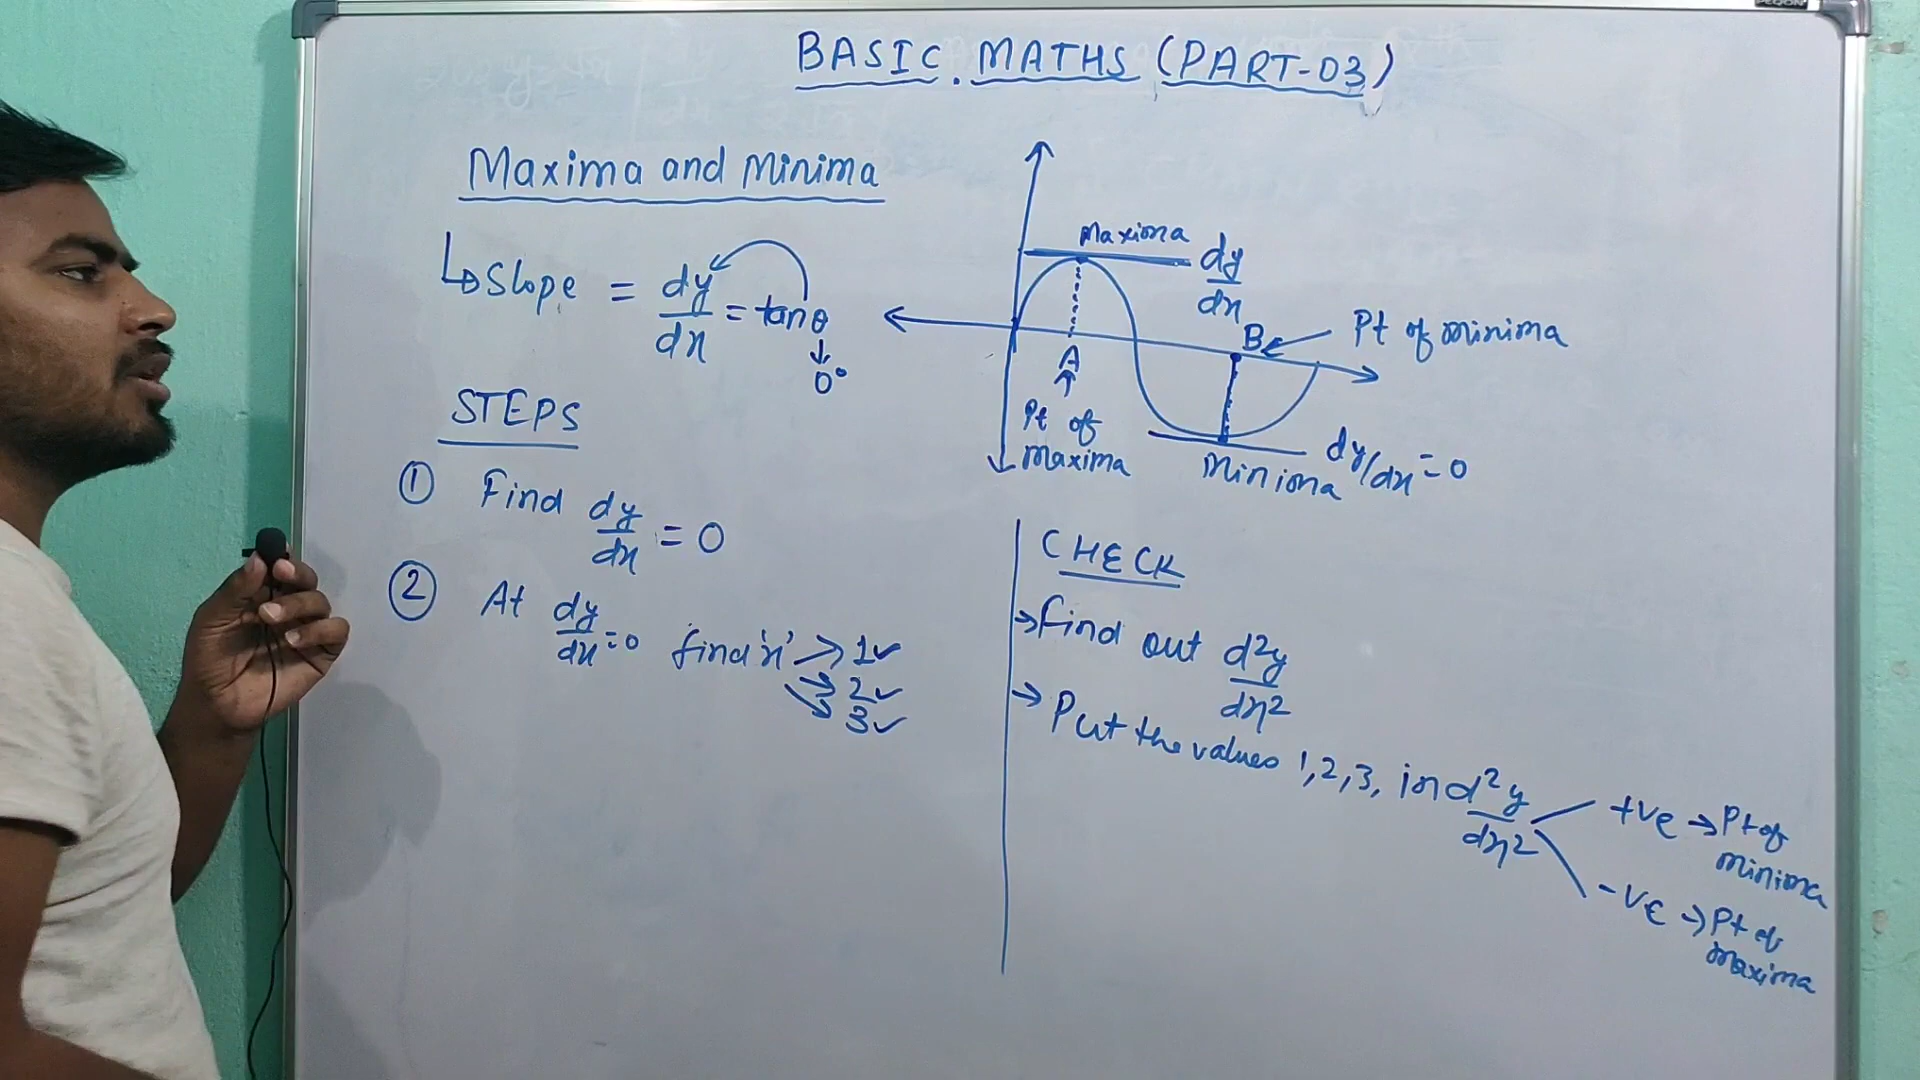 BASIC MATHS (PART-03)
Maxima and Minima
↳ Slope = dy/dx = tanθ
↓
0°
Maxima
dy/dx
A
↑
Pt of
maxima
B
Pt of minima
Minima
dy/dx = 0
STEPS
① Find dy/dx = 0
② At dy/dx = 0 find 'x' → 1✓
→ 2✓
→ 3✓
CHECK
→ Find out d²y/dx²
→ Put the values 1,2,3, in d²y/dx²
+ve → Pt of
minima
-ve → Pt of
maxima